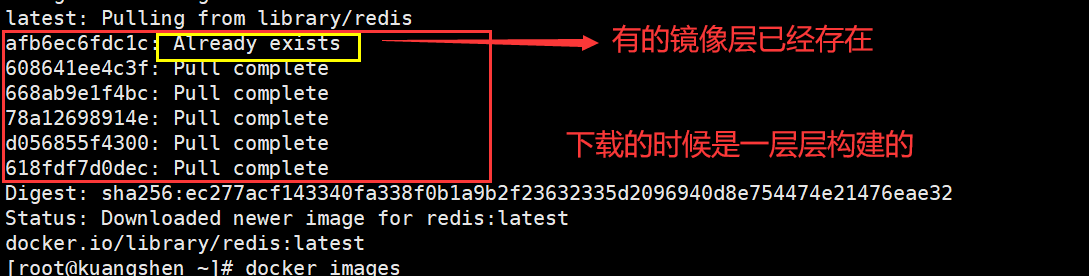 latest: Pulling from library/redis
afb6ec6fdc1c: Already exists
有的镜像层已经存在
608641ee4c3f: Pull complete
668ab9e1f4bc: Pull complete
78a12698914e: Pull complete
下载的时候是一层层构建的
d056855f4300: Pull complete
618fdf7d0dec: Pull complete
Digest: sha256:ec277acf143340fa338f0b1a9b2f23632335d2096940d8e754474e21476eae32
Status: Downloaded newer image for redis:latest
docker.io/library/redis:latest
[root@kuangshen ~]# docker images